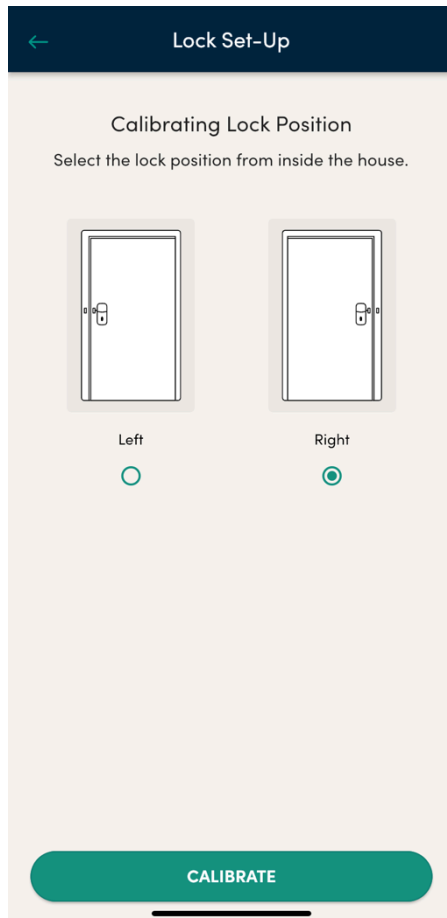 Lock Set-Up
Calibrating Lock Position
Select the lock position from inside the house.
Left
Right
CALIBRATE